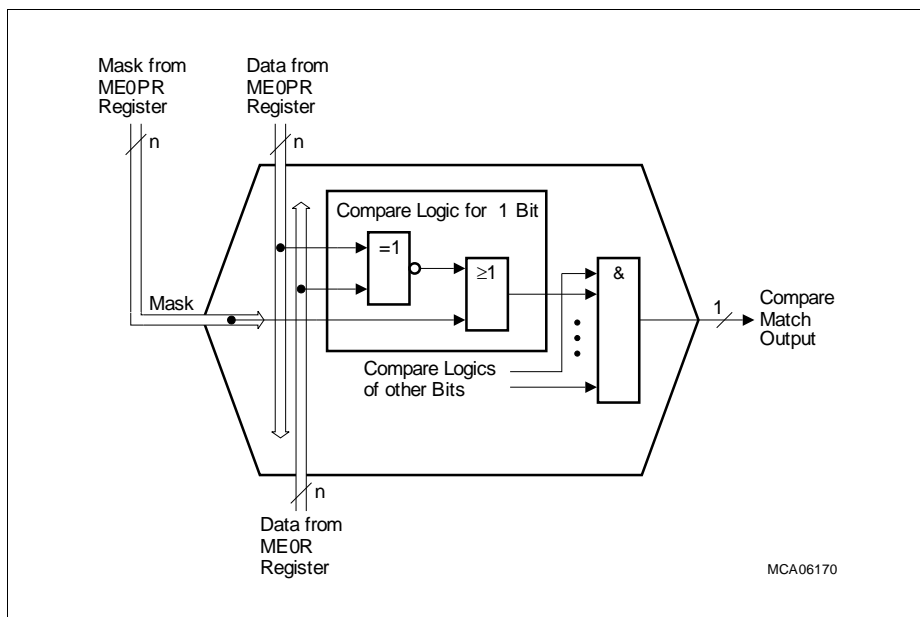 Mask from
ME0PR
Register
Data from
ME0PR
Register
n
n
Compare Logic for 1 Bit
=1
≥1
&
Mask
1
Compare
Match
Output
Compare Logics
of other Bits
n
Data from
ME0R
Register
MCA06170